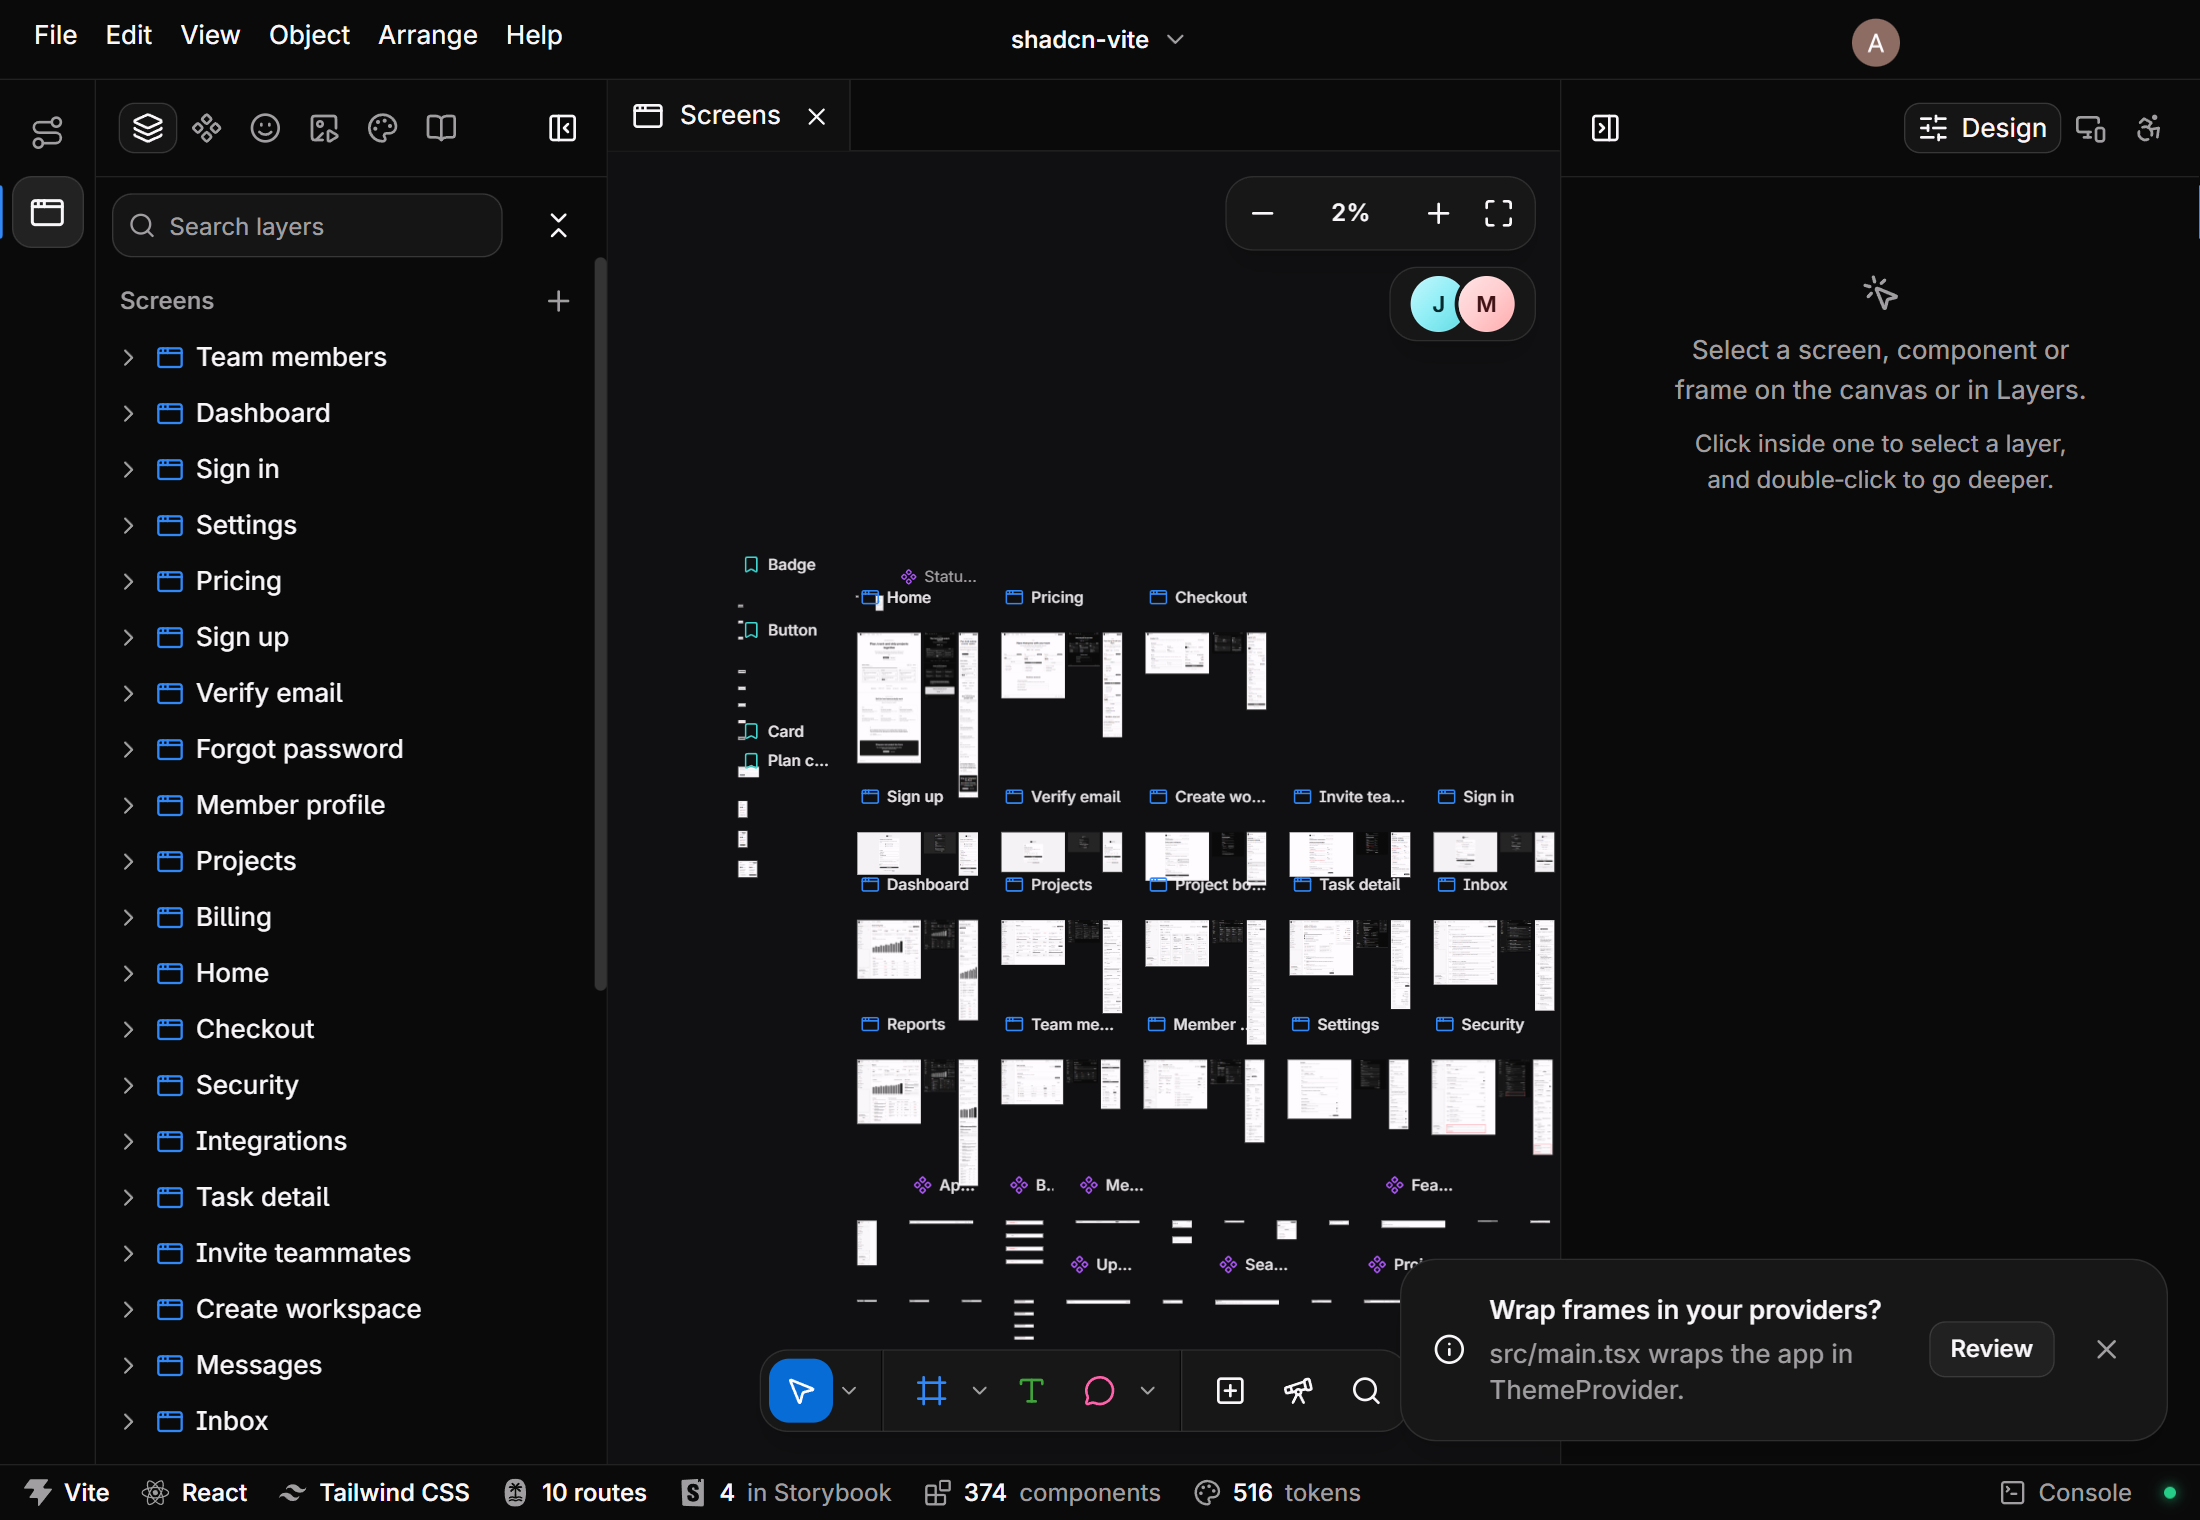 File Edit View Object Arrange Help
shadcn-vite
A
Screens
Design
Search layers
2%
J M
Screens
Team members
Dashboard
Sign in
Settings
Pricing
Sign up
Verify email
Forgot password
Member profile
Projects
Billing
Home
Checkout
Security
Integrations
Task detail
Invite teammates
Create workspace
Messages
Inbox
Badge
Statu...
Home Pricing Checkout
Button
Card
Plan c...
Sign up Verify email Create wo... Invite tea... Sign in
Dashboard Projects Project bo... Task detail Inbox
Reports Team me... Member ... Settings Security
Ap... B.. Me... Fea...
Up... Sea...
Select a screen, component or
frame on the canvas or in Layers.
Click inside one to select a layer,
and double-click to go deeper.
Wrap frames in your providers?
src/main.tsx wraps the app in
ThemeProvider.
Review
Vite React Tailwind CSS 10 routes 4 in Storybook 374 components 516 tokens Console